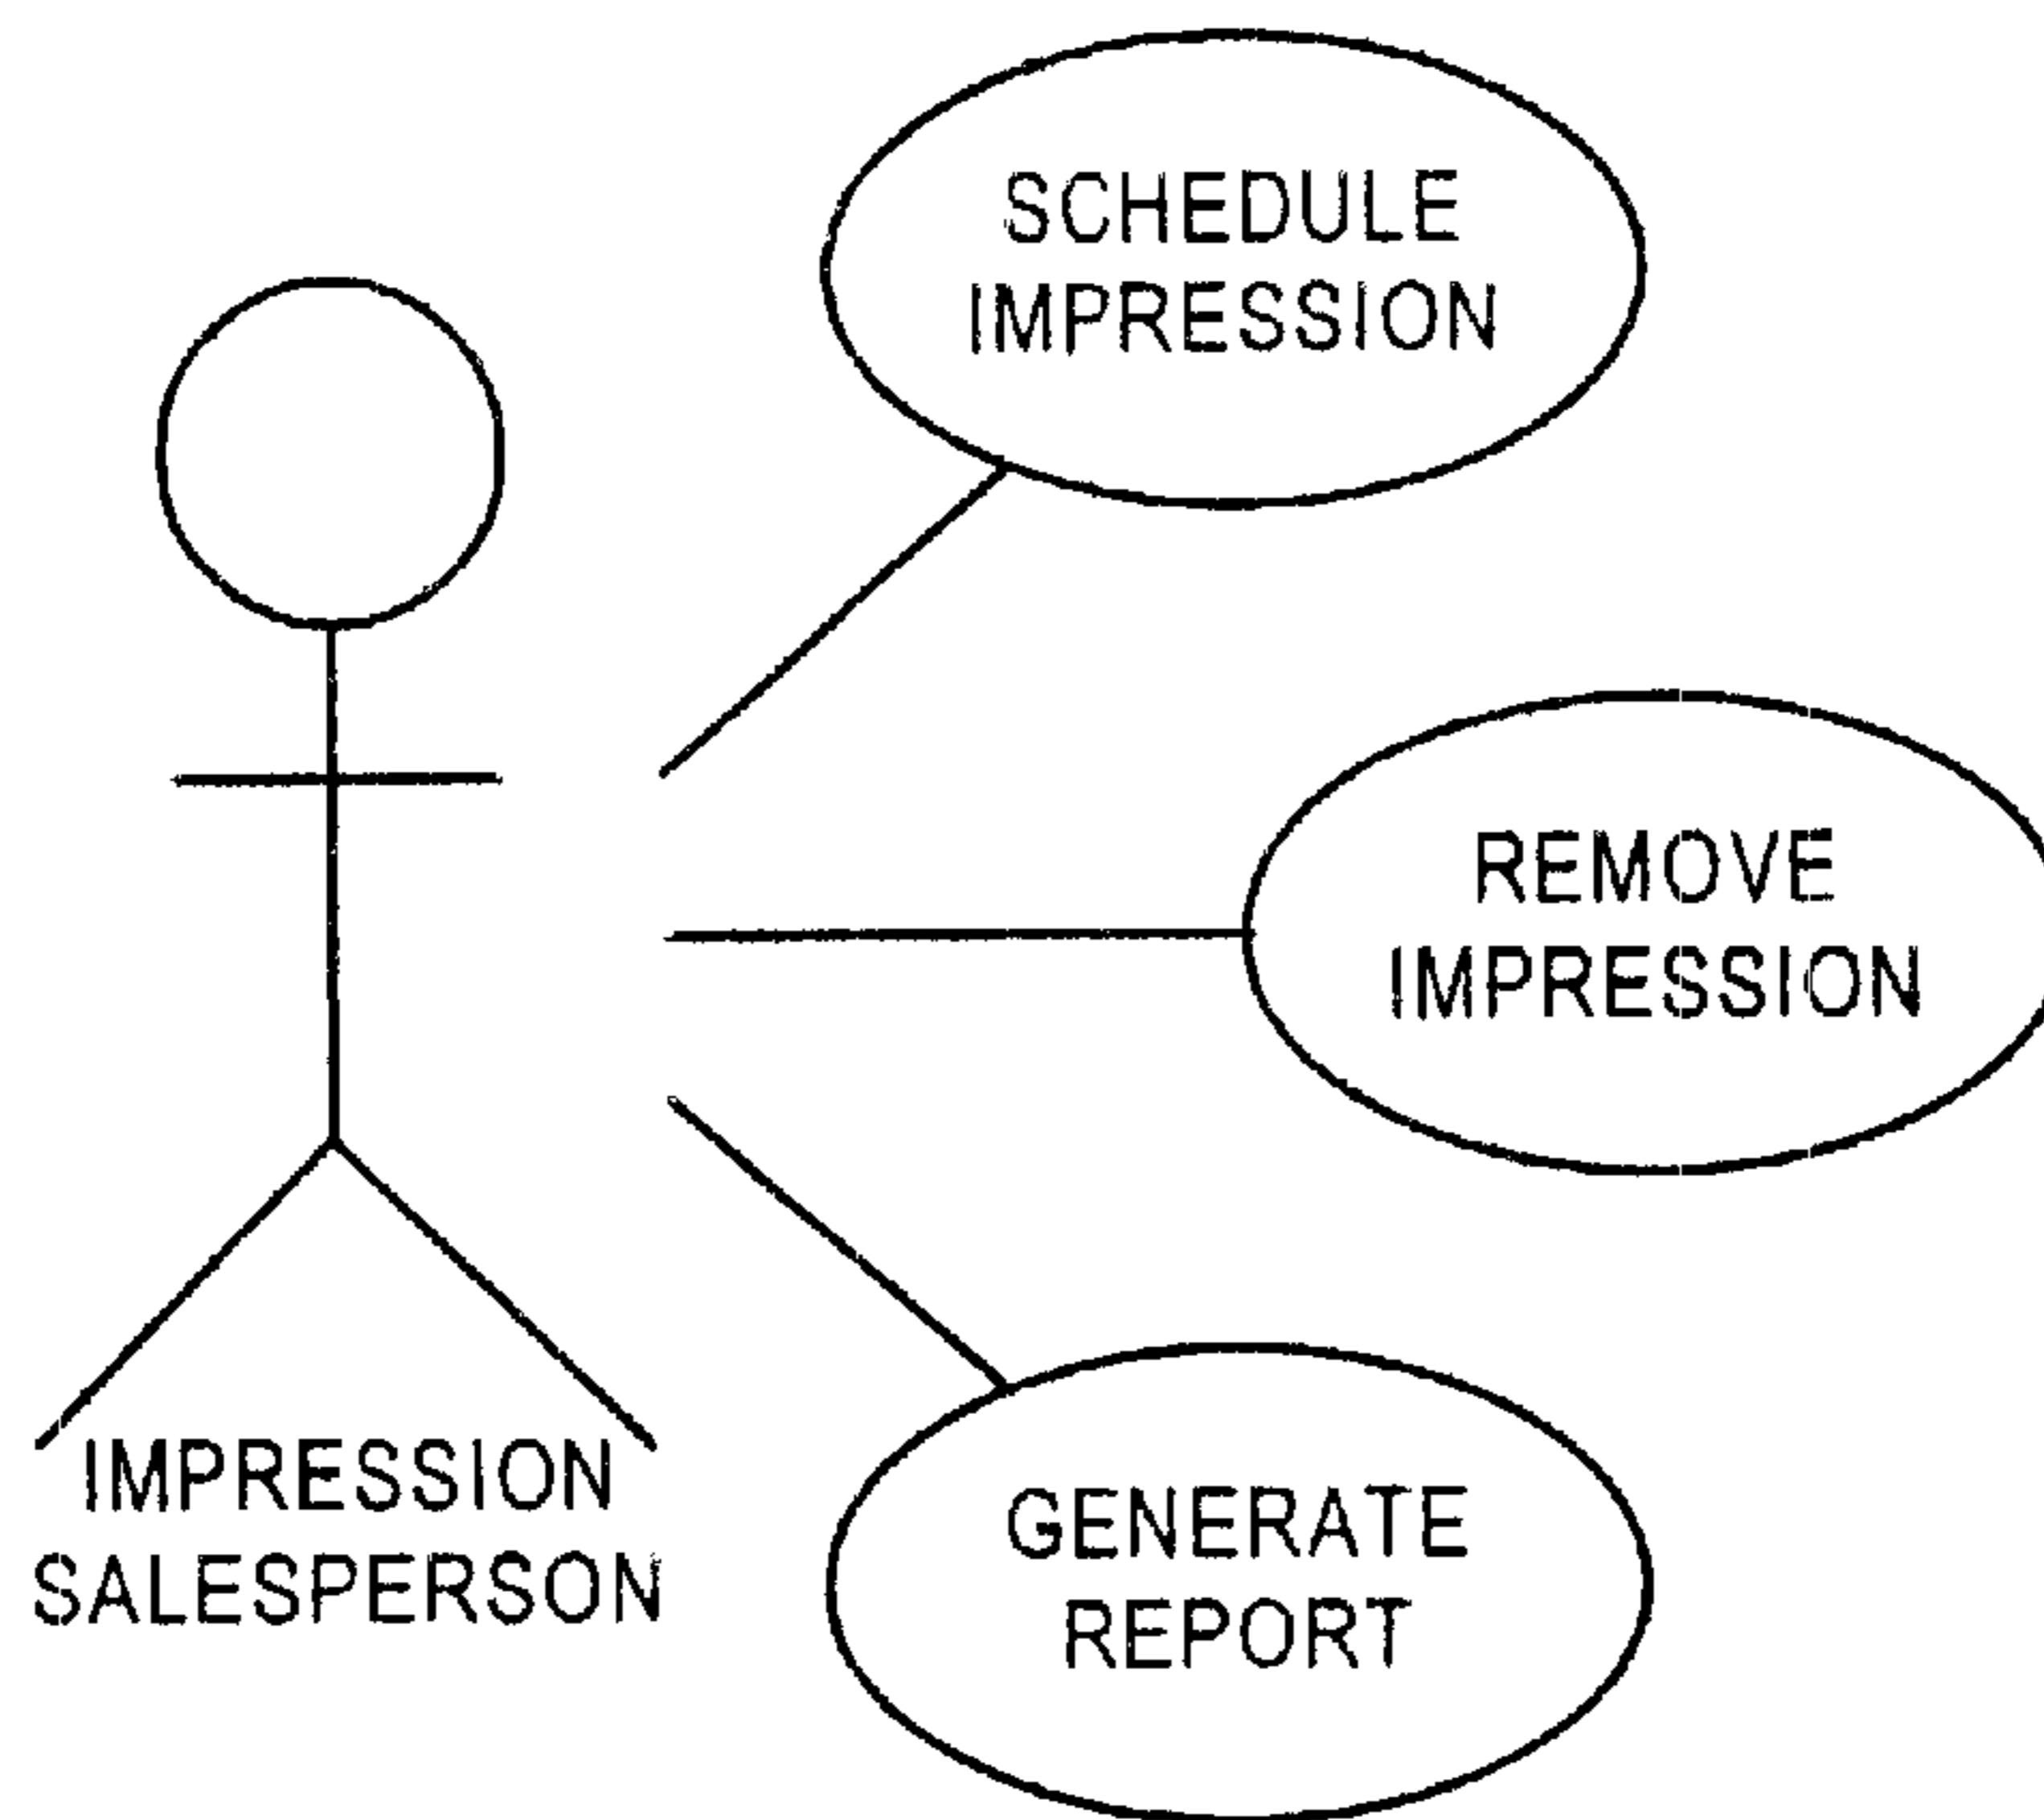 SCHEDULE
IMPRESSION
REMOVE
IMPRESSION
IMPRESSION
SALESPERSON
GENERATE
REPORT